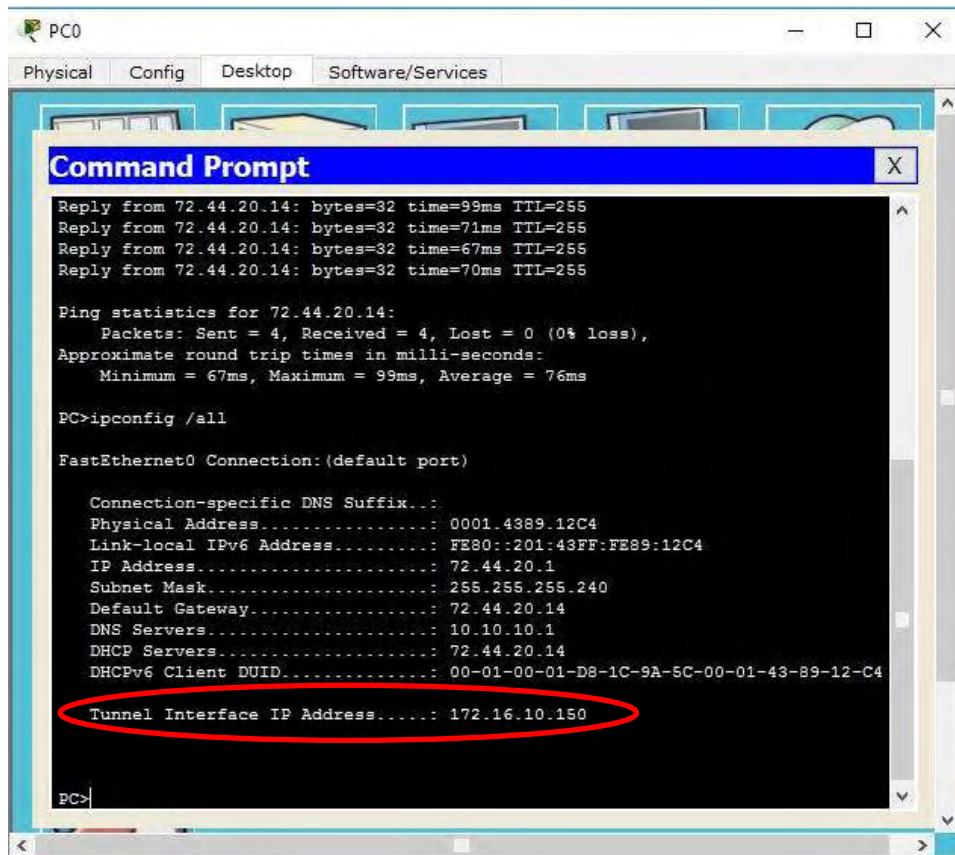 PC0
Physical Config Desktop Software/Services
Command Prompt X
Reply from 72.44.20.14: bytes=32 time=99ms TTL=255
Reply from 72.44.20.14: bytes=32 time=71ms TTL=255
Reply from 72.44.20.14: bytes=32 time=67ms TTL=255
Reply from 72.44.20.14: bytes=32 time=70ms TTL=255
Ping statistics for 72.44.20.14:
Packets: Sent = 4, Received = 4, Lost = 0 (0% loss),
Approximate round trip times in milli-seconds:
Minimum = 67ms, Maximum = 99ms, Average = 76ms
PC>ipconfig /all
FastEthernet0 Connection:(default port)
Connection-specific DNS Suffix..:
Physical Address................: 0001.4389.12C4
Link-local IPv6 Address.........: FE80::201:43FF:FE89:12C4
IP Address......................: 72.44.20.1
Subnet Mask.....................: 255.255.255.240
Default Gateway.................: 72.44.20.14
DNS Servers.....................: 10.10.10.1
DHCP Servers....................: 72.44.20.14
DHCPv6 Client DUID..............: 00-01-00-01-D8-1C-9A-5C-00-01-43-89-12-C4
Tunnel Interface IP Address.....: 172.16.10.150
PC>